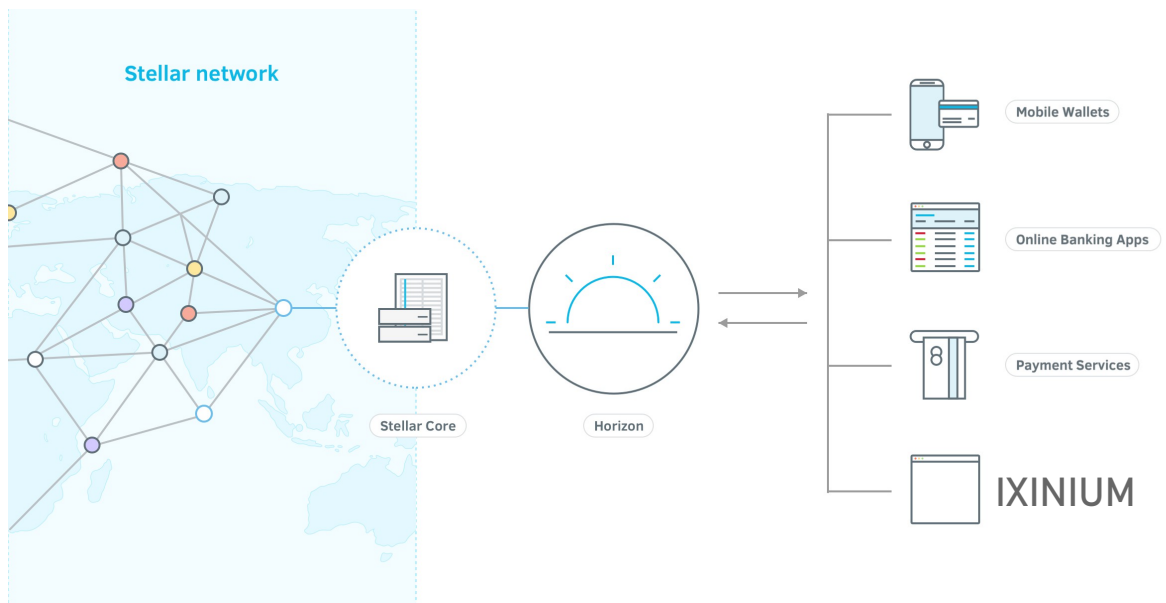 Stellar network
Mobile Wallets
Online Banking Apps
Payment Services
Stellar Core
Horizon
IXINIUM